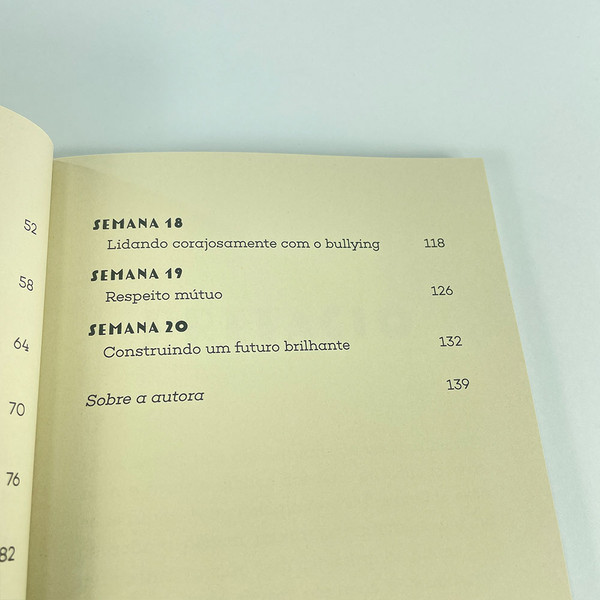 52
58
64
70
76
82
SEMANA 18
Lidando corajosamente com o bullying 118
SEMANA 19
Respeito mútuo 126
SEMANA 20
Construindo um futuro brilhante 132
Sobre a autora 139